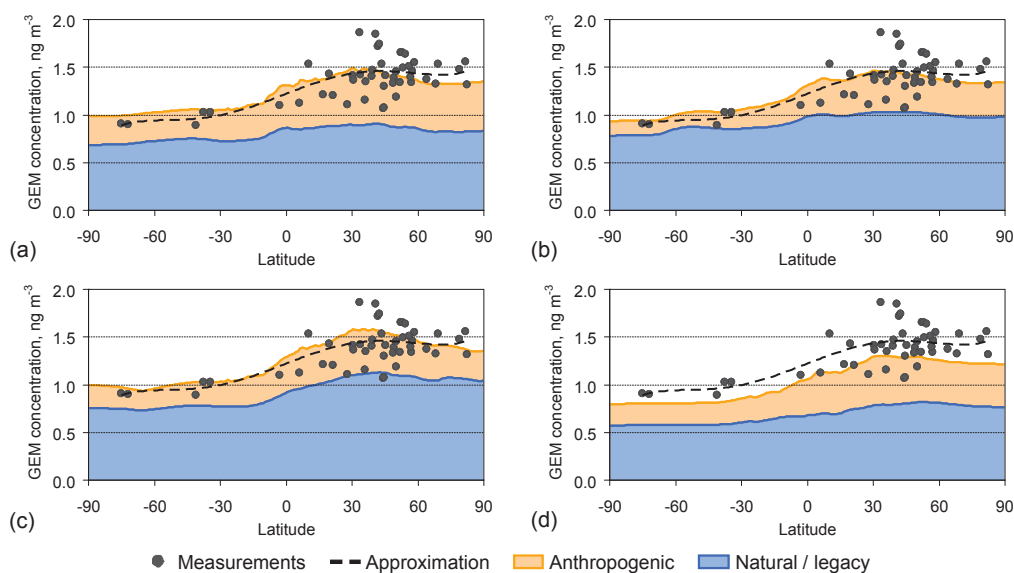 GEM concentration, ng m-3
2.0
1.5
1.0
0.5
0.0
-90 -60 -30 0 30 60 90
Latitude
(a)
GEM concentration, ng m-3
2.0
1.5
1.0
0.5
0.0
-90 -60 -30 0 30 60 90
Latitude
(b)
GEM concentration, ng m-3
2.0
1.5
1.0
0.5
0.0
-90 -60 -30 0 30 60 90
Latitude
(c)
GEM concentration, ng m-3
2.0
1.5
1.0
0.5
0.0
-90 -60 -30 0 30 60 90
Latitude
(d)
Measurements Approximation Anthropogenic Natural / legacy